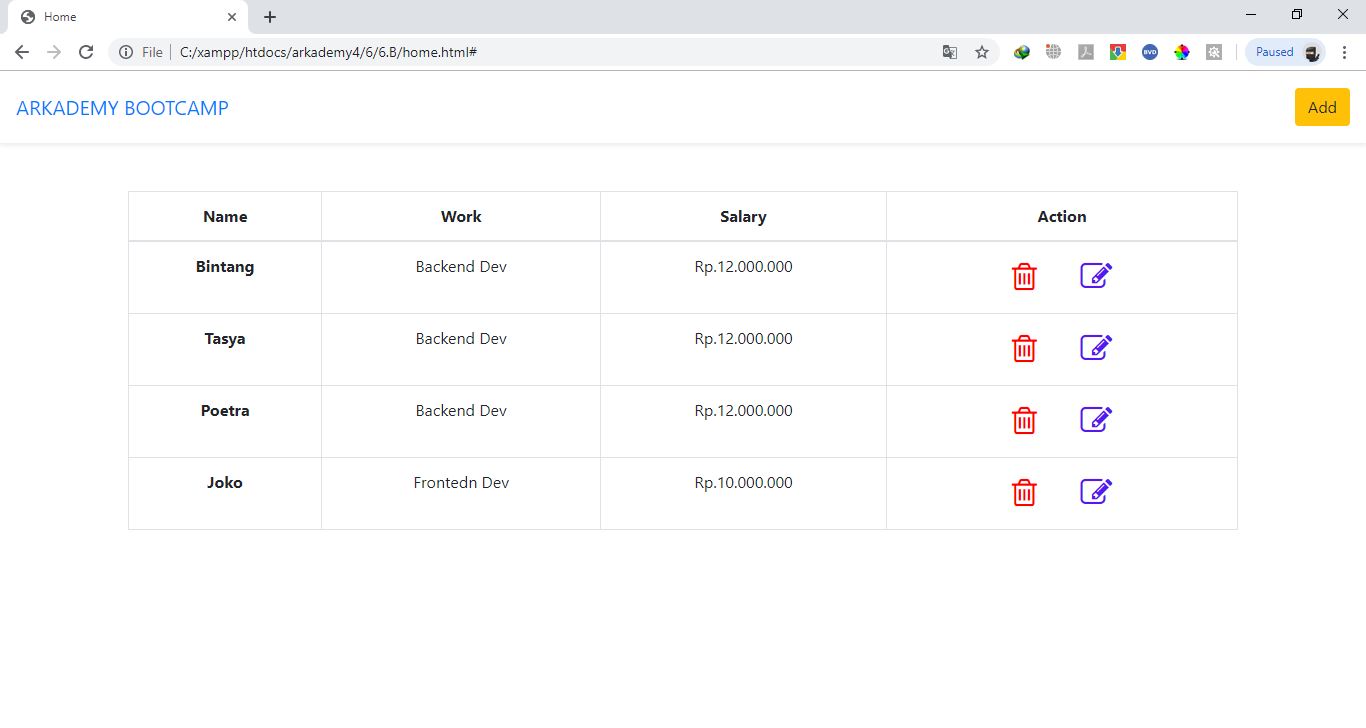 Home
File C:/xampp/htdocs/arkademy4/6/6.B/home.html#
BVD
Paused
ARKADEMY BOOTCAMP
Add
Name Work Salary Action
Bintang Backend Dev Rp.12.000.000
Tasya Backend Dev Rp.12.000.000
Poetra Backend Dev Rp.12.000.000
Joko Frontedn Dev Rp.10.000.000